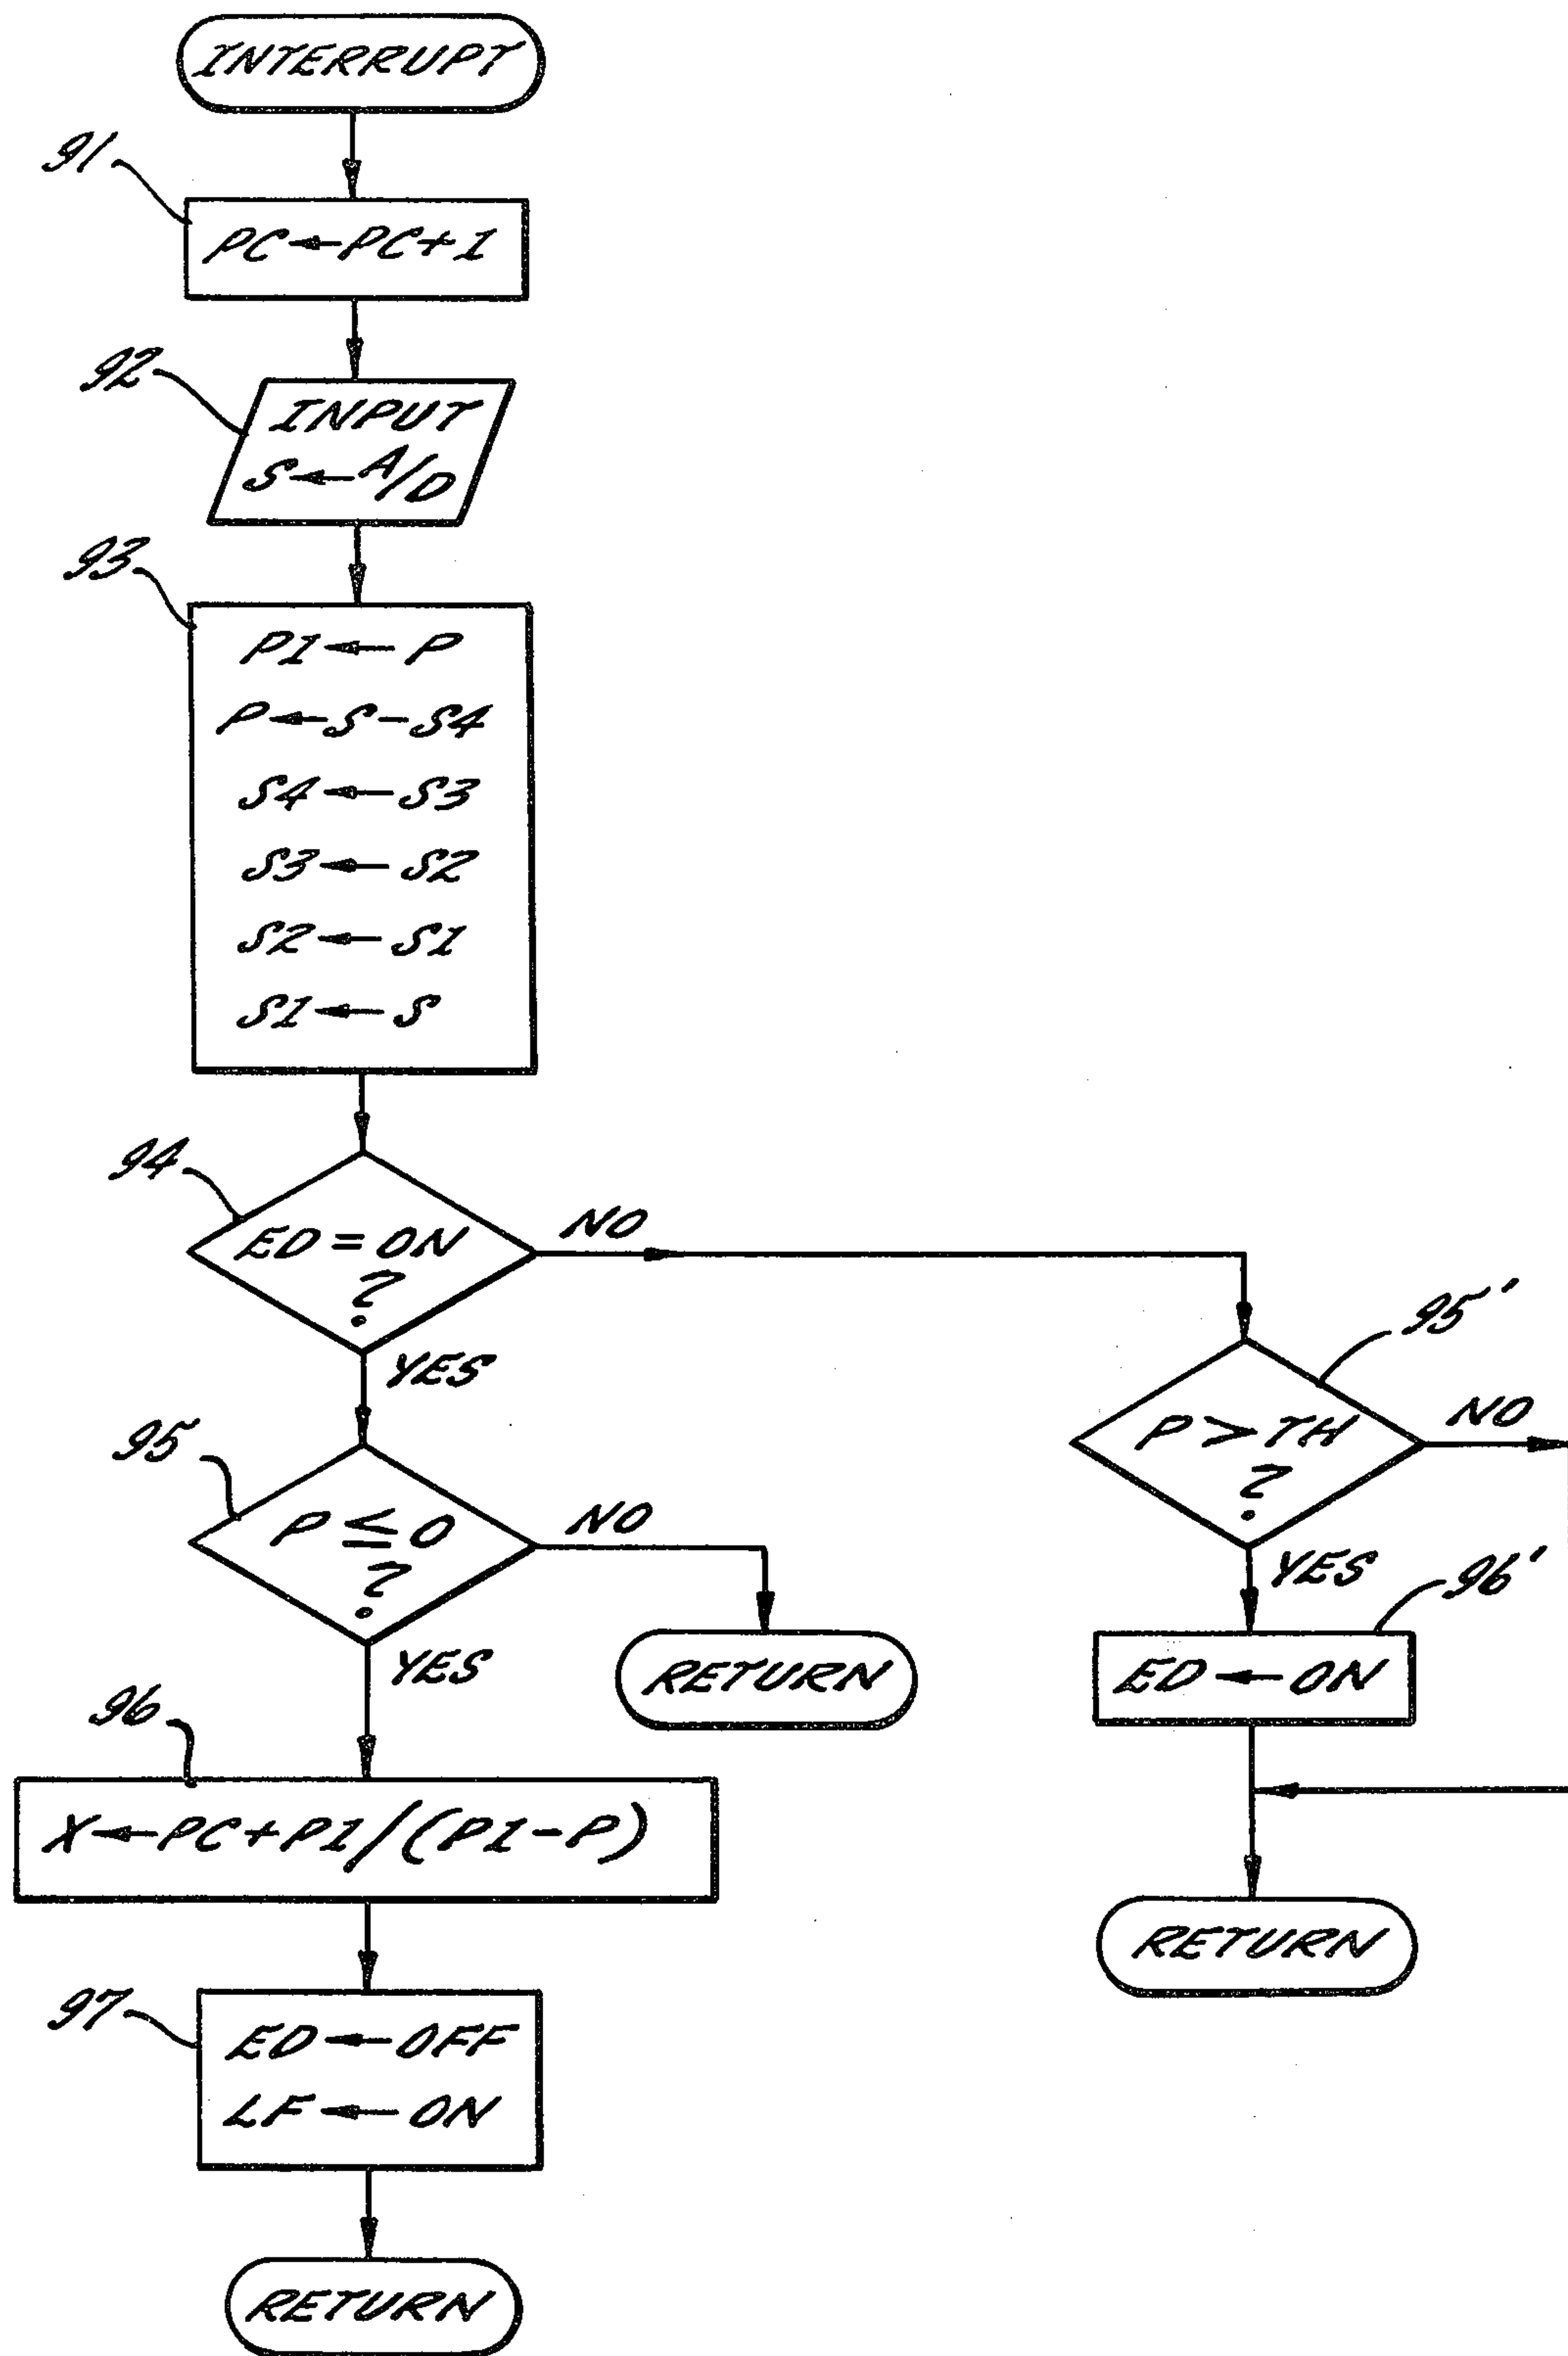 INTERRUPT
91
PC←PC+1
92
INPUT
S←A/D
93
P1←P
P←S-S4
S4←S3
S3←S2
S2←S1
S1←S
94
ED=ON
?
NO
YES
95'
P>TH
?
NO
YES
95
P≤0
?
NO
YES
RETURN
96'
ED←ON
RETURN
96
X←PC+P1/(P1-P)
97
ED←OFF
LF←ON
RETURN